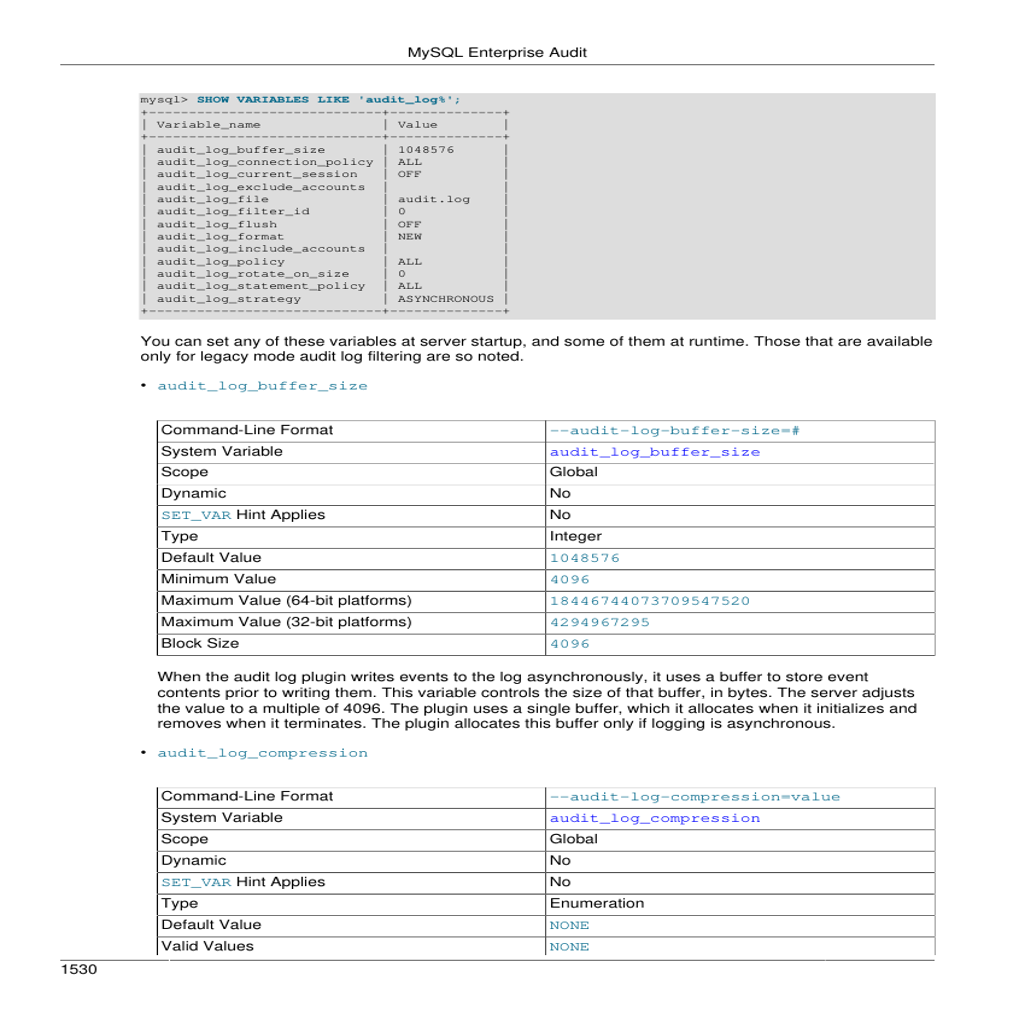 MySQL Enterprise Audit
mysql> SHOW VARIABLES LIKE 'audit_log%';
+-----------------------------+--------------+
| Variable_name               | Value        |
+-----------------------------+--------------+
| audit_log_buffer_size       | 1048576      |
| audit_log_connection_policy | ALL          |
| audit_log_current_session   | OFF          |
| audit_log_exclude_accounts  |              |
| audit_log_file              | audit.log    |
| audit_log_filter_id         | 0            |
| audit_log_flush             | OFF          |
| audit_log_format            | NEW          |
| audit_log_include_accounts  |              |
| audit_log_policy            | ALL          |
| audit_log_rotate_on_size    | 0            |
| audit_log_statement_policy  | ALL          |
| audit_log_strategy          | ASYNCHRONOUS |
+-----------------------------+--------------+
You can set any of these variables at server startup, and some of them at runtime. Those that are available
only for legacy mode audit log filtering are so noted.
• audit_log_buffer_size
Command-Line Format --audit-log-buffer-size=#
System Variable audit_log_buffer_size
Scope Global
Dynamic No
SET_VAR Hint Applies No
Type Integer
Default Value 1048576
Minimum Value 4096
Maximum Value (64-bit platforms) 18446744073709547520
Maximum Value (32-bit platforms) 4294967295
Block Size 4096
When the audit log plugin writes events to the log asynchronously, it uses a buffer to store event
contents prior to writing them. This variable controls the size of that buffer, in bytes. The server adjusts
the value to a multiple of 4096. The plugin uses a single buffer, which it allocates when it initializes and
removes when it terminates. The plugin allocates this buffer only if logging is asynchronous.
• audit_log_compression
Command-Line Format --audit-log-compression=value
System Variable audit_log_compression
Scope Global
Dynamic No
SET_VAR Hint Applies No
Type Enumeration
Default Value NONE
Valid Values NONE
1530